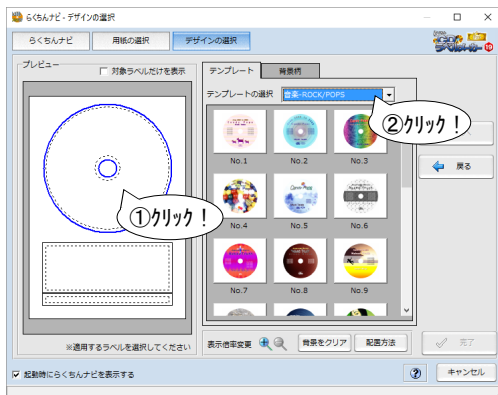 らくちんナビ - デザインの選択
らくちんナビ
用紙の選択
デザインの選択
プレビュー
対象ラベルだけを表示
①クリック！
※適用するラベルを選択してください
テンプレート
背景柄
テンプレートの選択
音楽-ROCK/POPS
②クリック！
No.1
No.2
No.3
No.4
No.5
No.6
No.7
No.8
No.9
戻る
表示倍率変更
背景をクリア
配置方法
完了
起動時にらくちんナビを表示する
キャンセル